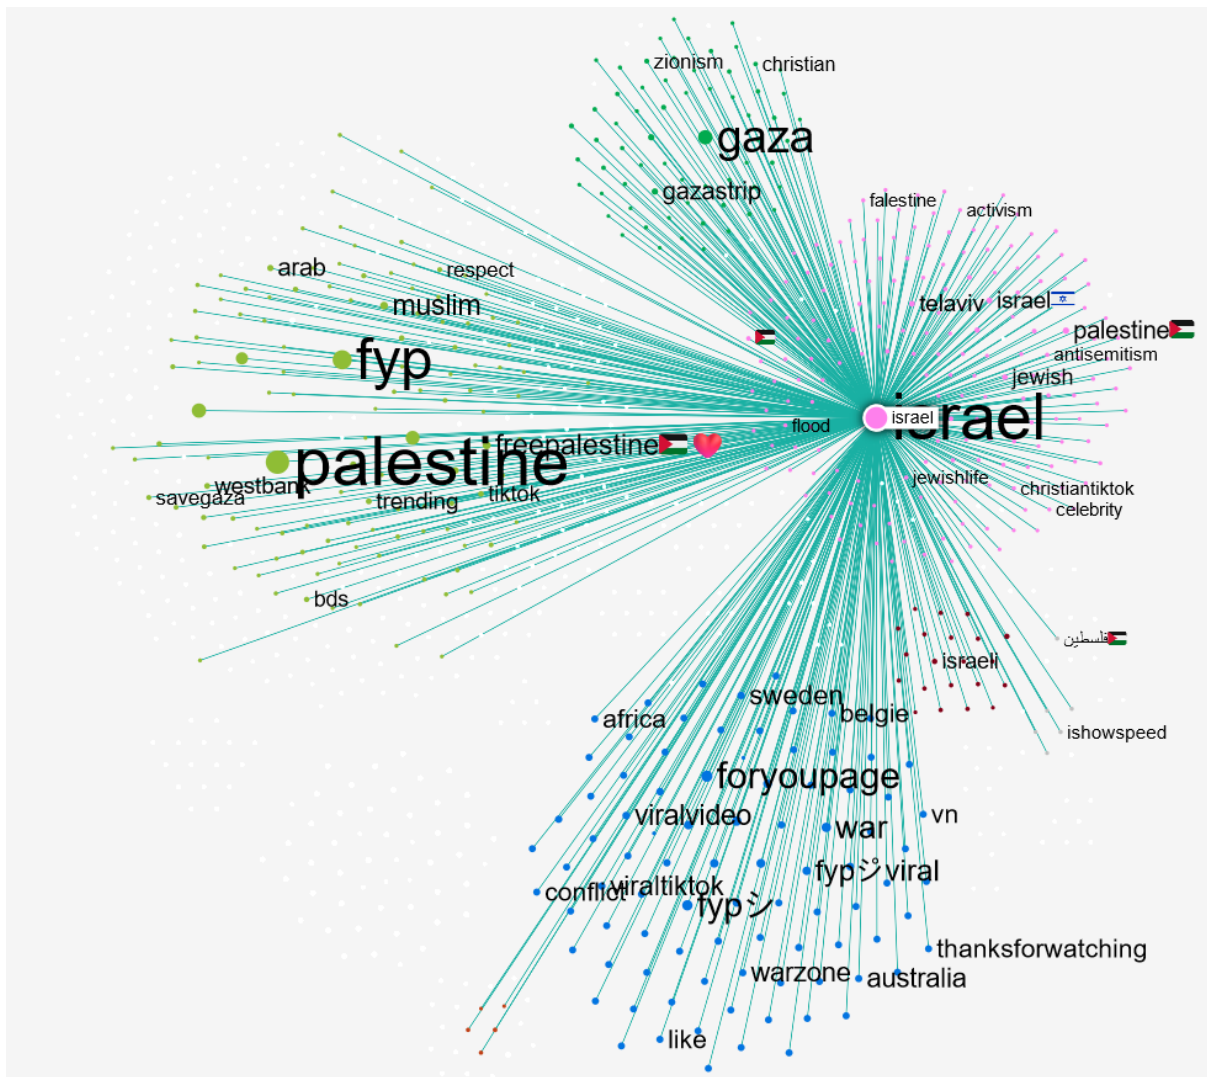 zionism
christian
gaza
gazastrip
falestine
activism
arab
respect
muslim
telaviv
israel🇮🇱
palestine🇵🇸
🇵🇸
antisemitism
fyp
jewish
israel
israel
flood
freepalestine🇵🇸❤️
palestine
westbank
savegaza
trending
tiktok
jewishlife
christiantiktok
celebrity
bds
فلسطين🇵🇸
israeli
sweden
africa
belgie
ishowspeed
foryoupage
viralvideo
war
vn
fypジviral
conflict
viraltiktok
fypシ
thanksforwatching
warzone
australia
like